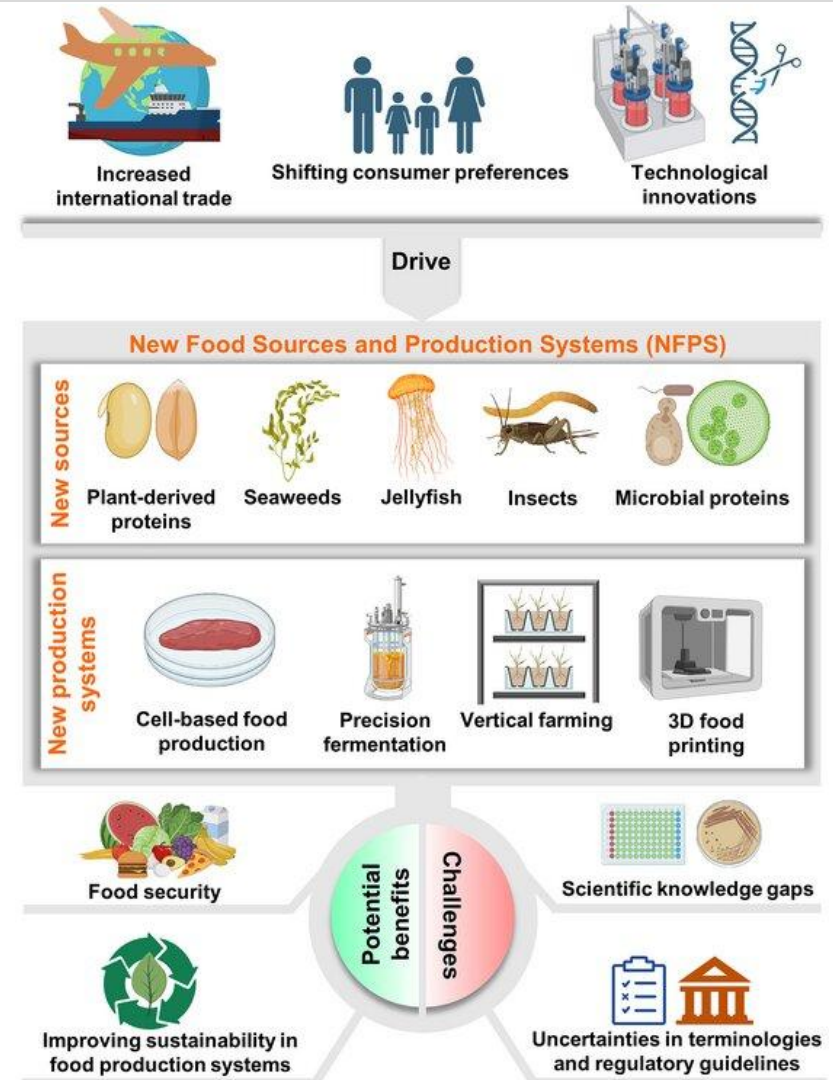 Increased
international trade
Shifting consumer preferences
Technological
innovations
Drive
New Food Sources and Production Systems (NFPS)
New sources
Plant-derived
proteins
Seaweeds
Jellyfish
Insects
Microbial proteins
New production
systems
Cell-based food
production
Precision
fermentation
Vertical farming
3D food
printing
Potential
benefits
Challenges
Food security
Scientific knowledge gaps
Improving sustainability in
food production systems
Uncertainties in terminologies
and regulatory guidelines